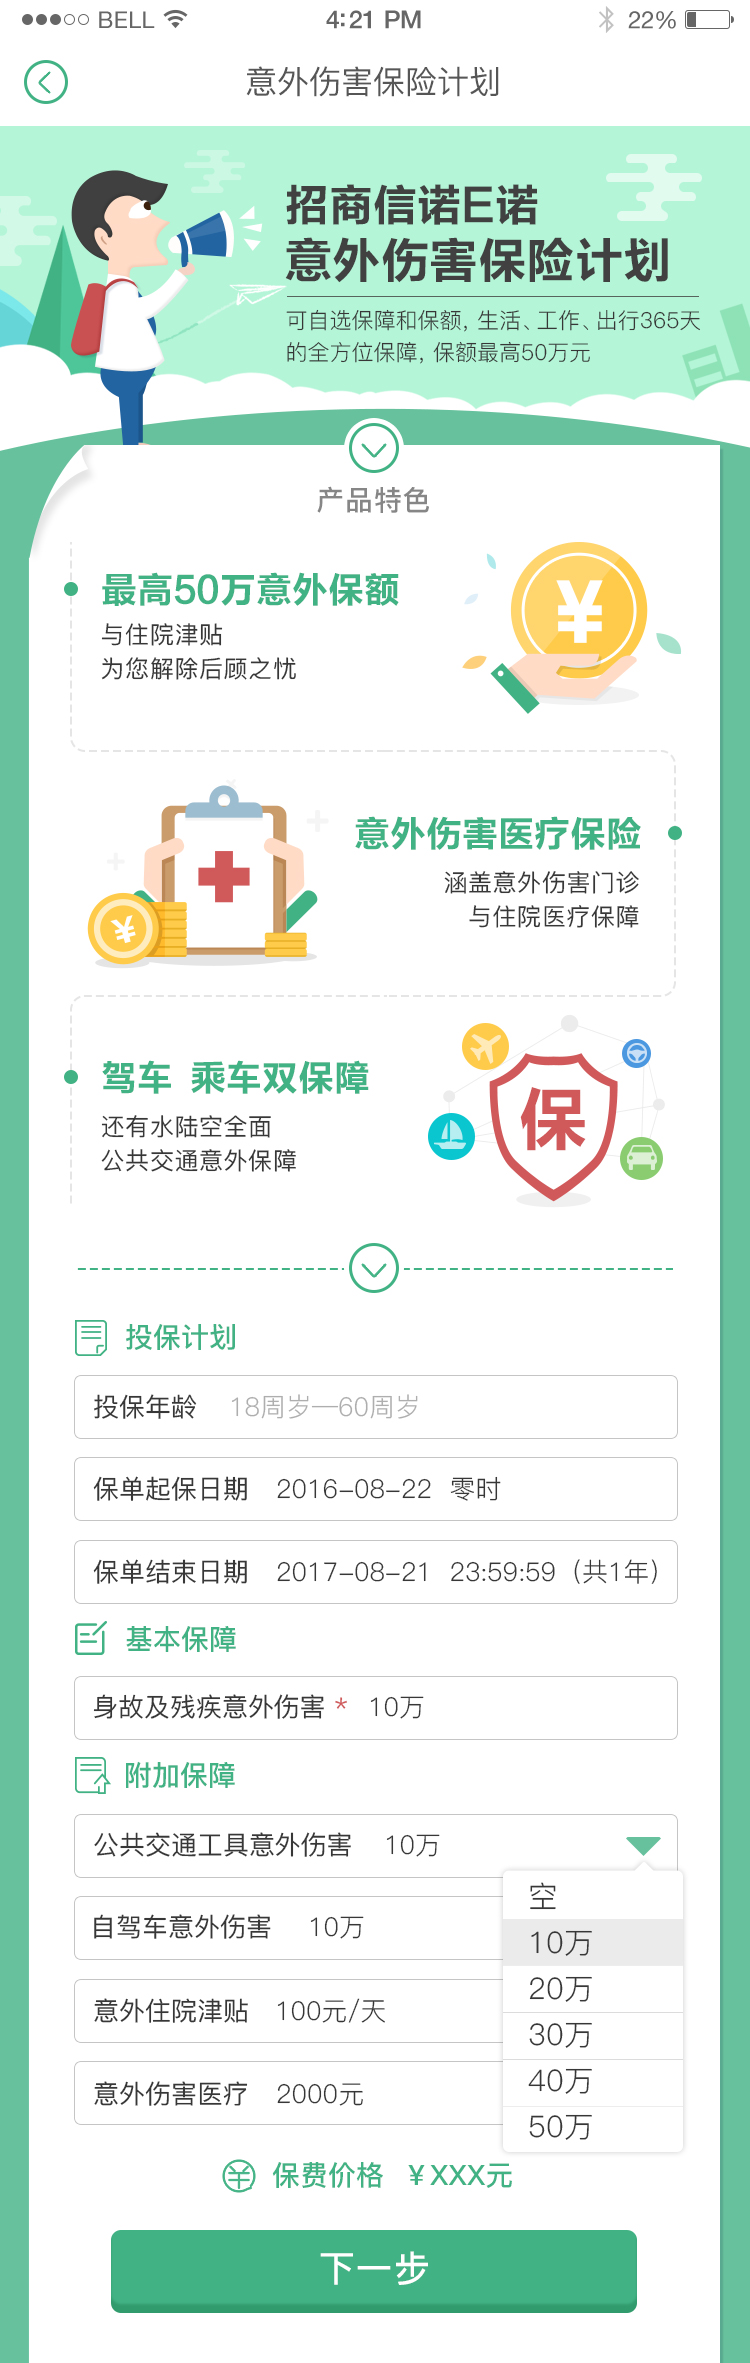 BELL 4:21 PM 22%
意外伤害保险计划
招商信诺E诺
意外伤害保险计划
可自选保障和保额, 生活、工作、出行365天
的全方位保障, 保额最高50万元
产品特色
最高50万意外保额
与住院津贴
为您解除后顾之忧
¥
意外伤害医疗保险
涵盖意外伤害门诊
与住院医疗保障
¥
驾车 乘车双保障
还有水陆空全面
公共交通意外保障
保
投保计划
投保年龄 18周岁—60周岁
保单起保日期 2016-08-22 零时
保单结束日期 2017-08-21 23:59:59 (共1年)
基本保障
身故及残疾意外伤害 * 10万
附加保障
公共交通工具意外伤害 10万
空
自驾车意外伤害 10万
10万
20万
意外住院津贴 100元/天
30万
意外伤害医疗 2000元
40万
50万
保费价格 ¥XXX元
下一步